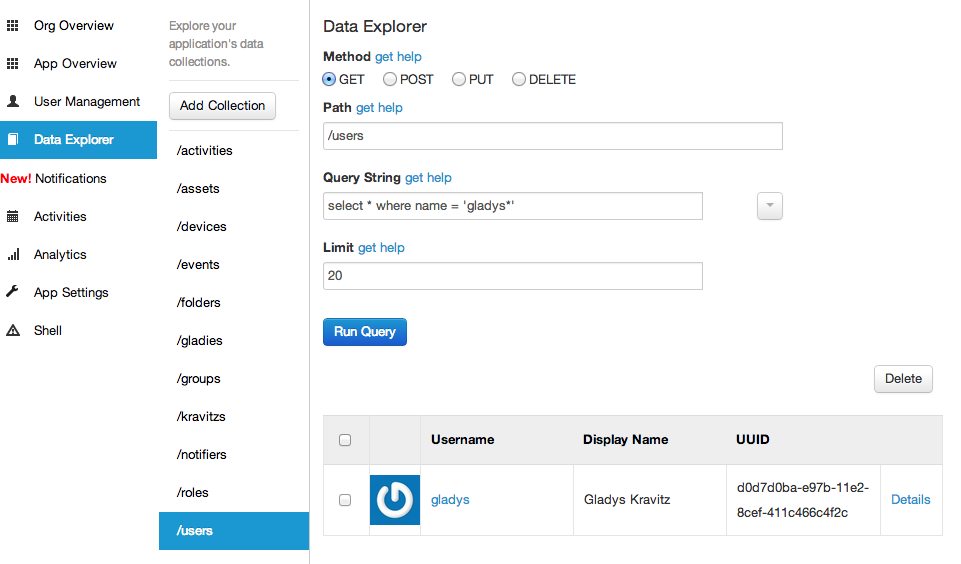 Org Overview
App Overview
User Management
Data Explorer
New! Notifications
Activities
Analytics
App Settings
Shell
Explore your
application's data
collections.
Add Collection
/activities
/assets
/devices
/events
/folders
/gladies
/groups
/kravitzs
/notifiers
/roles
/users
Data Explorer
Method get help
GET POST PUT DELETE
Path get help
/users
Query String get help
select * where name = 'gladys*'
Limit get help
20
Run Query
Delete
Username Display Name UUID
gladys Gladys Kravitz d0d7d0ba-e97b-11e2-
8cef-411c466c4f2c Details